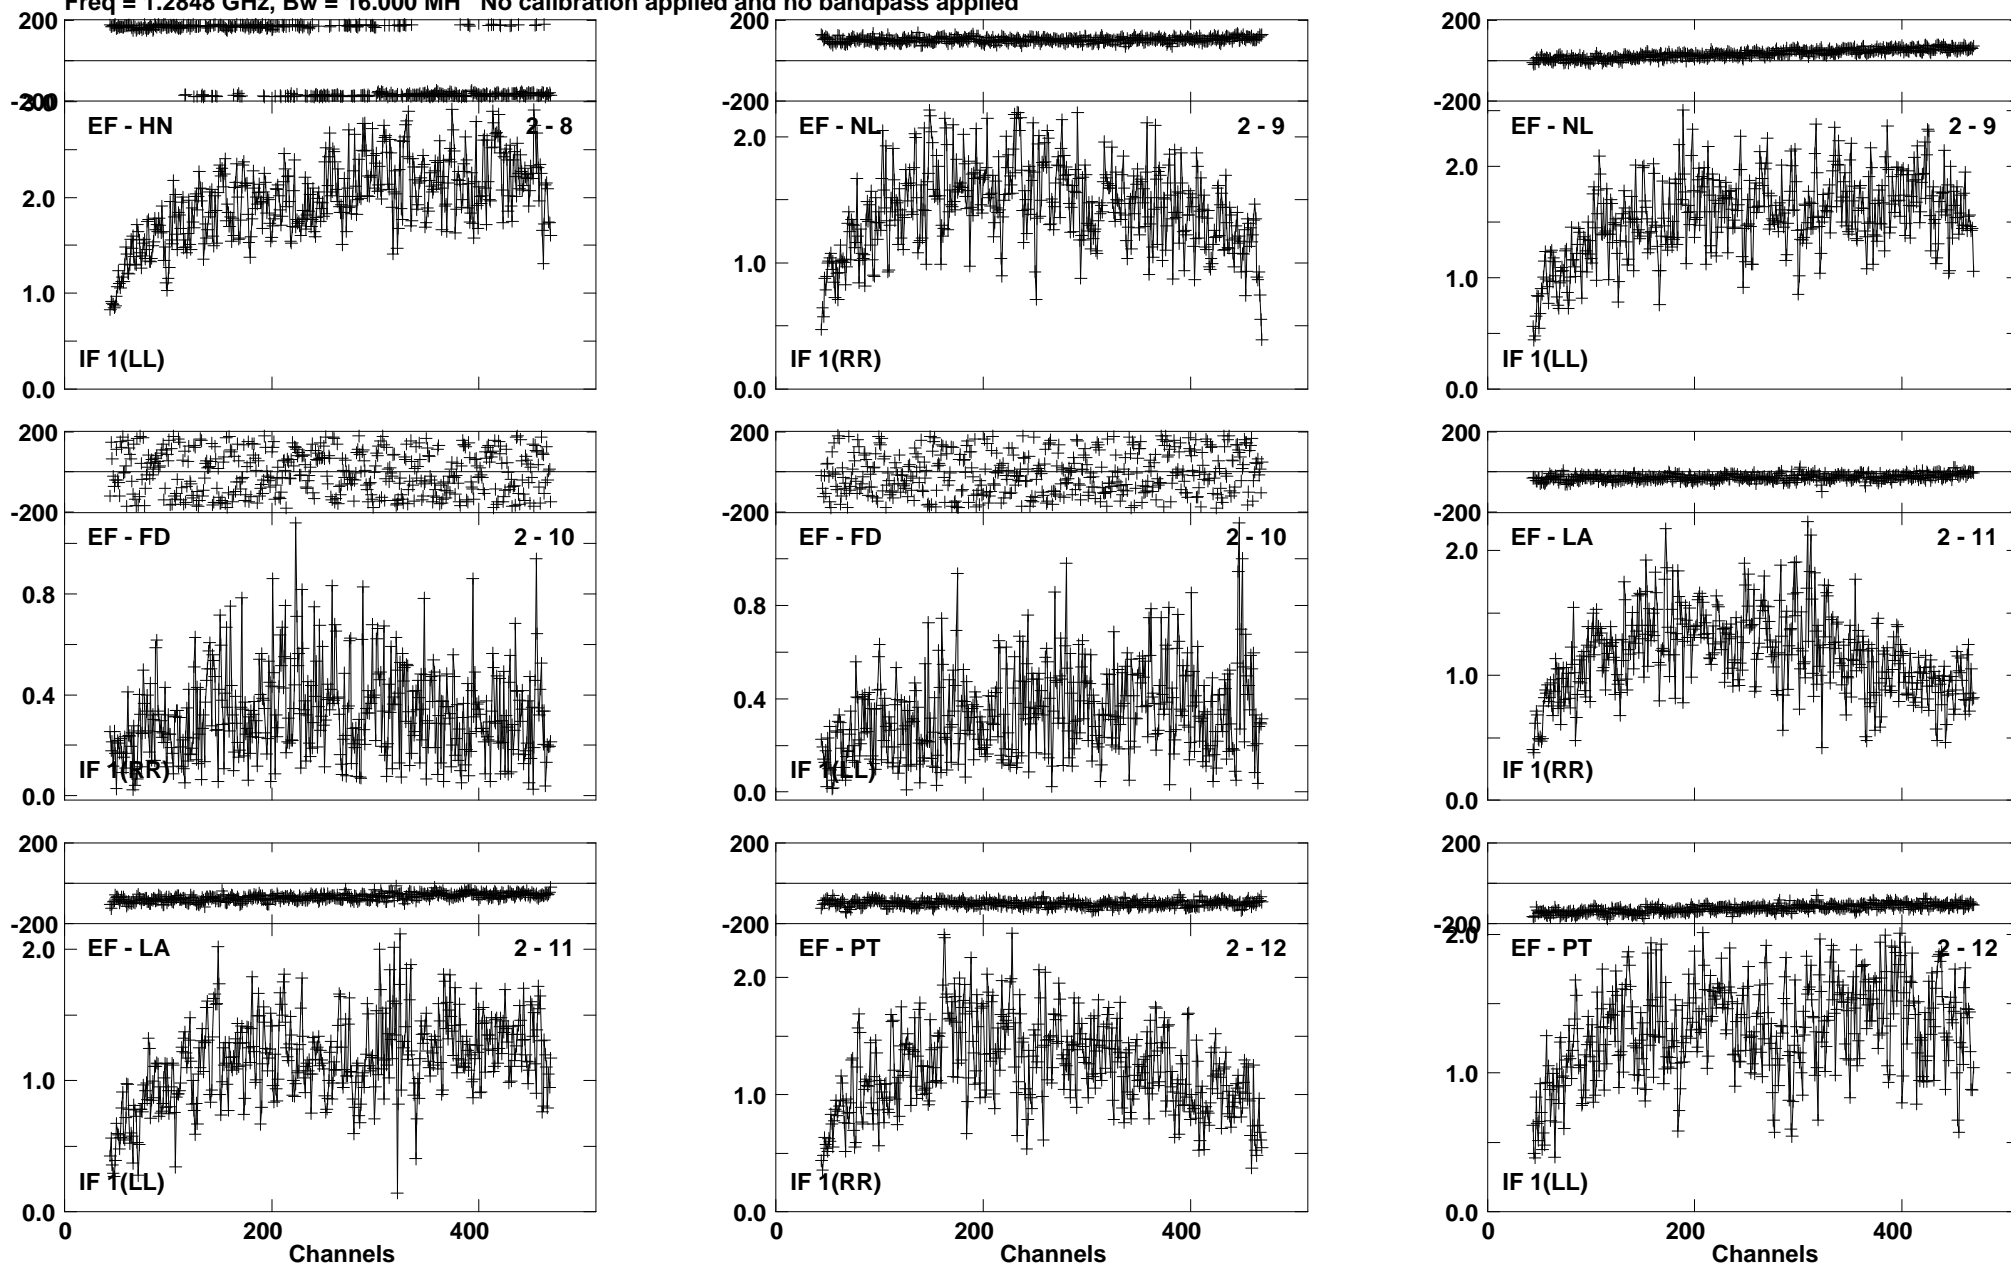 Freq = 1.2848 GHz, Bw = 16.000 MH No calibration applied and no bandpass applied
200
-200
3.0
2.0
1.0
0.0
EF - HN
2 - 8
IF 1(LL)
200
-200
2.0
1.0
0.0
EF - NL
2 - 9
IF 1(RR)
200
-200
2.0
1.0
0.0
EF - NL
2 - 9
IF 1(LL)
200
-200
0.8
0.4
0.0
EF - FD
2 - 10
IF 1(RR)
200
-200
0.8
0.4
0.0
EF - FD
2 - 10
IF 1(LL)
200
-200
2.0
1.0
0.0
EF - LA
2 - 11
IF 1(RR)
200
-200
2.0
1.0
0.0
EF - LA
2 - 11
IF 1(LL)
0 200 400
Channels
200
-200
2.0
1.0
0.0
EF - PT
2 - 12
IF 1(RR)
0 200 400
200
-200
2.0
1.0
0.0
EF - PT
2 - 12
IF 1(LL)
0 200 400
Channels